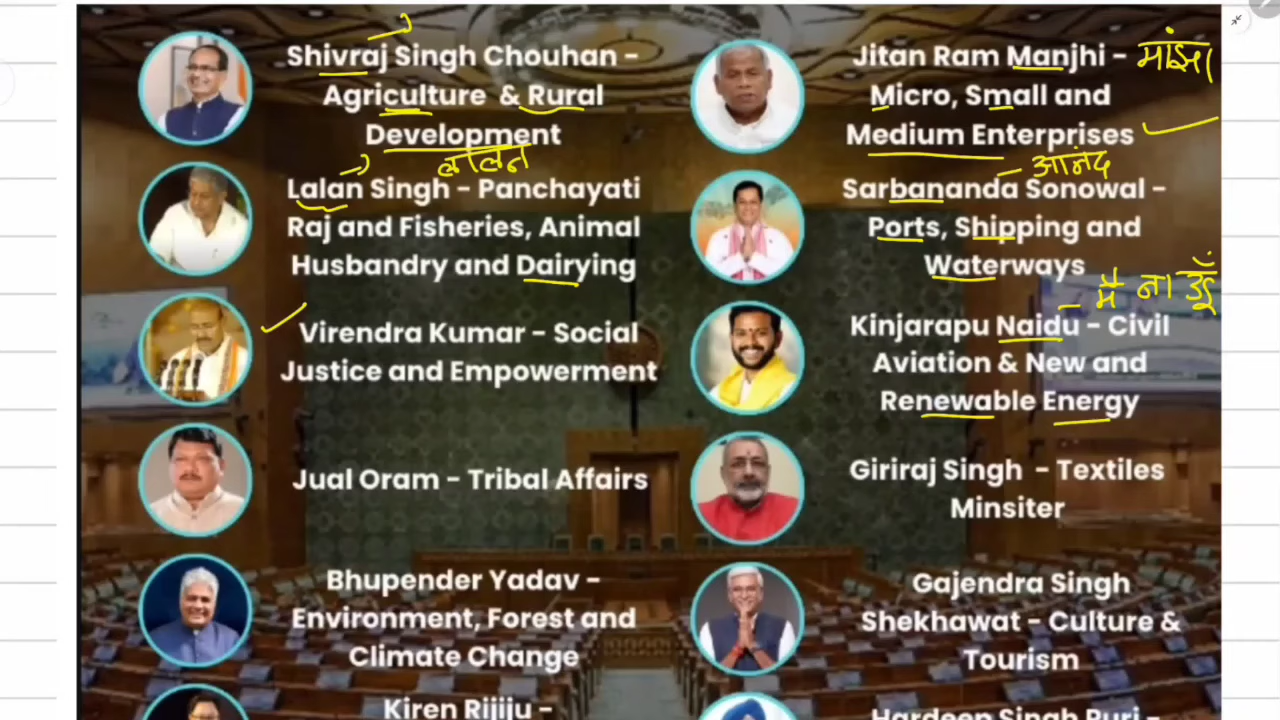 Shivraj Singh Chouhan -
Agriculture & Rural
Development
ललिन
Lalan Singh - Panchayati
Raj and Fisheries, Animal
Husbandry and Dairying
Virendra Kumar - Social
Justice and Empowerment
Jual Oram - Tribal Affairs
Bhupender Yadav -
Environment, Forest and
Climate Change
Kiren Rijiju -
Jitan Ram Manjhi - मांझी
Micro, Small and
Medium Enterprises
आनंद
Sarbananda Sonowal -
Ports, Shipping and
Waterways
मैं ना उडूँ
Kinjarapu Naidu - Civil
Aviation & New and
Renewable Energy
Giriraj Singh - Textiles
Minsiter
Gajendra Singh
Shekhawat - Culture &
Tourism
Hardeep Singh Puri-